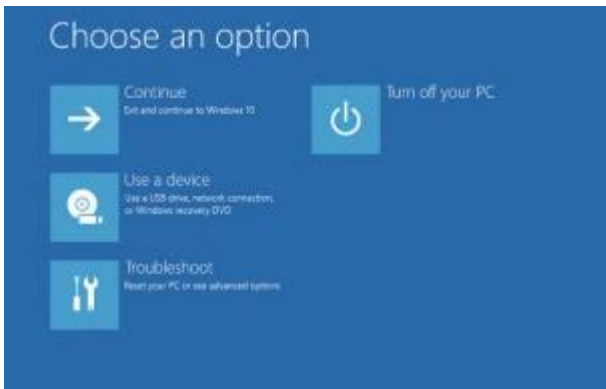 Choose an option
Continue
Exit and continue to Windows 10
Turn off your PC
Use a device
Use a USB drive, network connection,
or Windows recovery DVD
Troubleshoot
Reset your PC or see advanced options